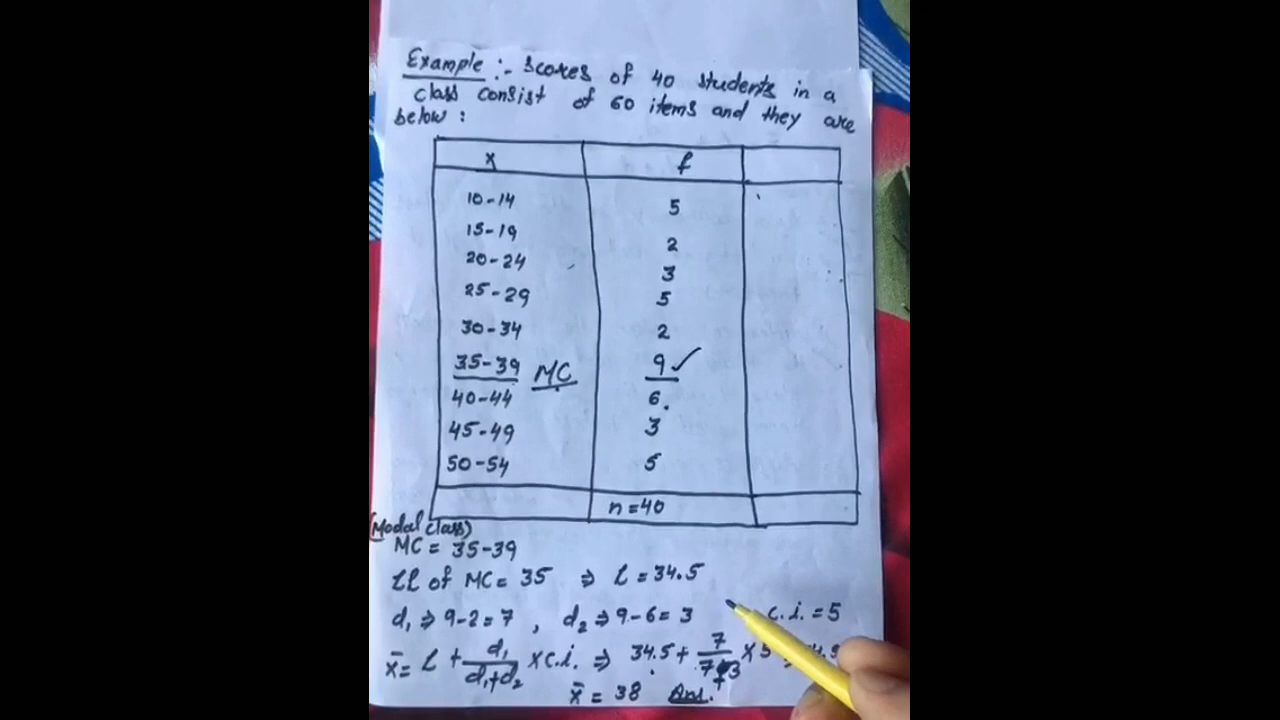 Example :- Scores of 40 students in a
class consist of 60 items and they are
below :
x f
10-14 5
15-19 2
20-24 3
25-29 5
30-34 2
35-39 MC 9 ✓
40-44 6.
45-49 3
50-54 5
n = 40
(Modal class)
MC = 35-39
LL of MC = 35 ⇒ L = 34.5
d₁ ⇒ 9-2 = 7 , d₂ ⇒ 9-6 = 3 c.i. = 5
x̄ = L + d₁/d₁+d₂ × c.i. ⇒ 34.5 + 7/7+3 × 5
x̄ = 38 Ans.